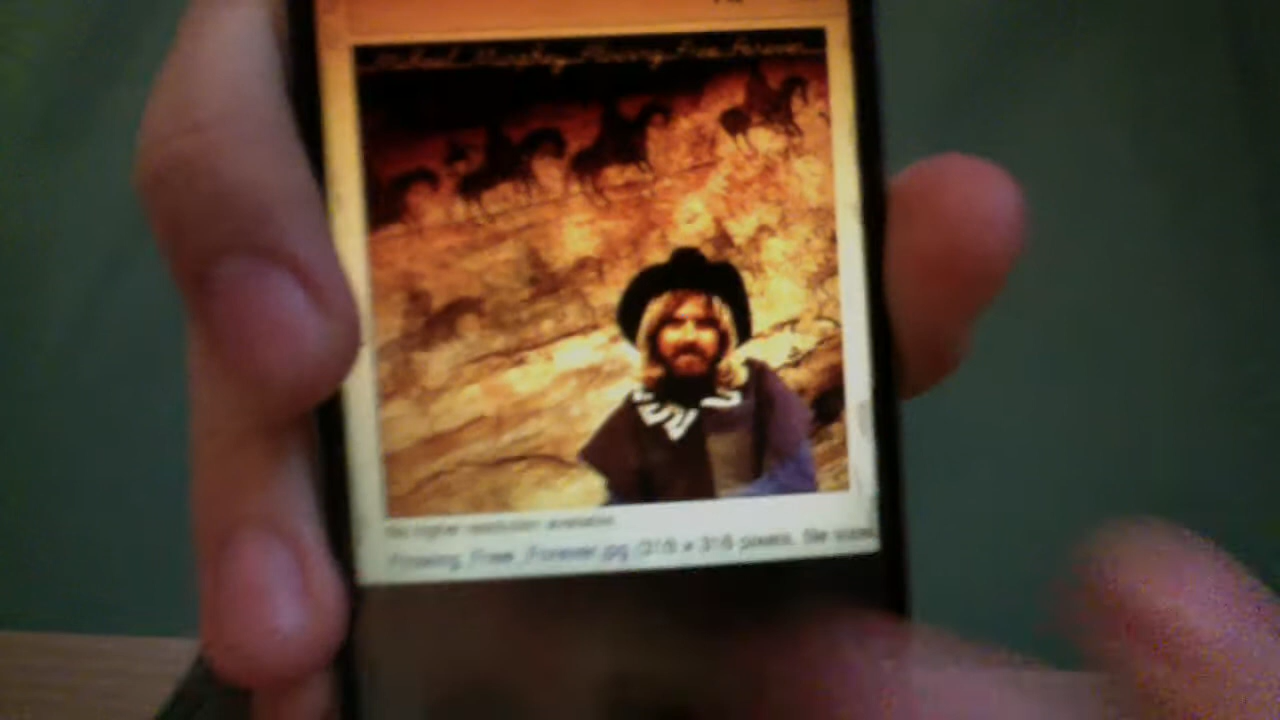 Michael Murphey Flowing Free Forever
No higher resolution available.
Flowing_Free_Forever.jpg (316 × 316 pixels, file size: